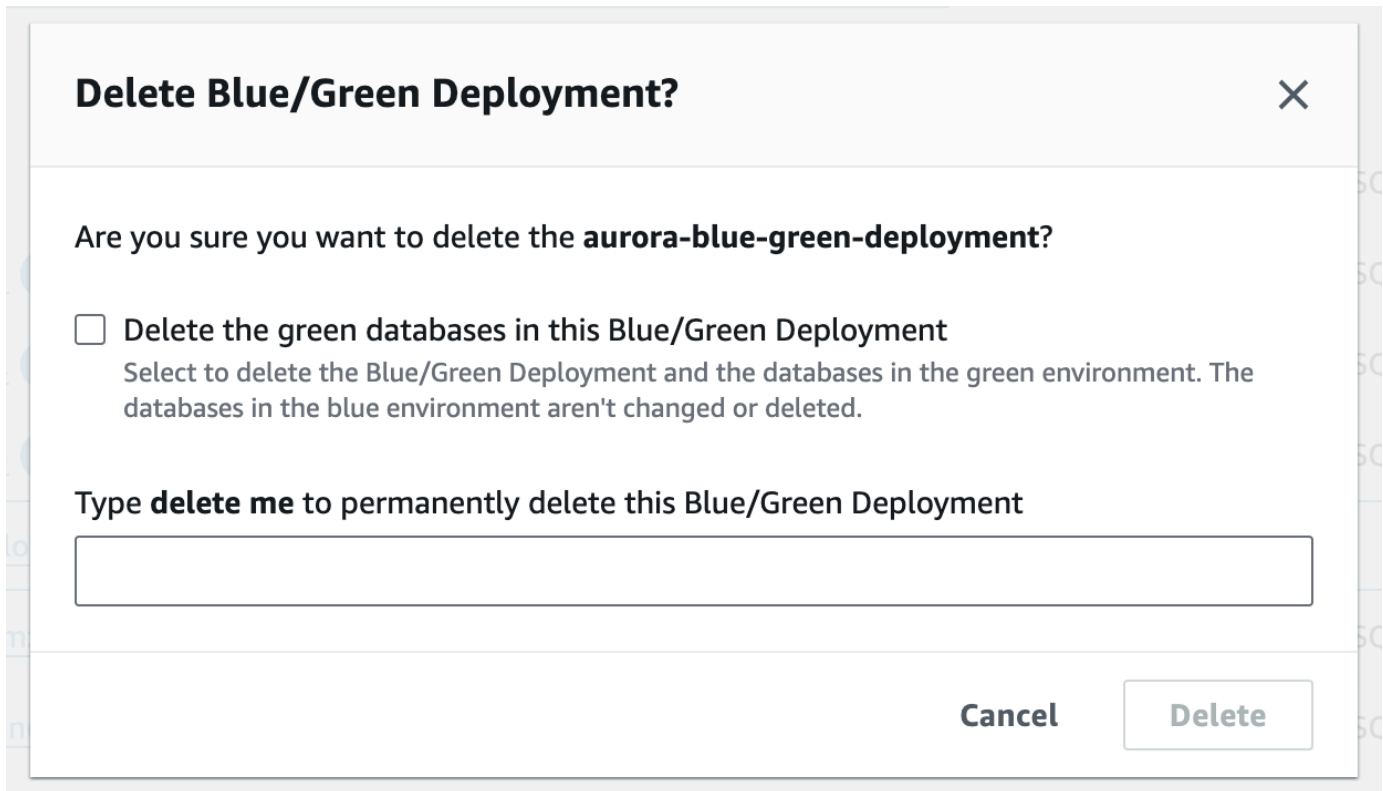 Delete Blue/Green Deployment?
Are you sure you want to delete the aurora-blue-green-deployment?
Delete the green databases in this Blue/Green Deployment
Select to delete the Blue/Green Deployment and the databases in the green environment. The
databases in the blue environment aren't changed or deleted.
Type delete me to permanently delete this Blue/Green Deployment
Cancel
Delete